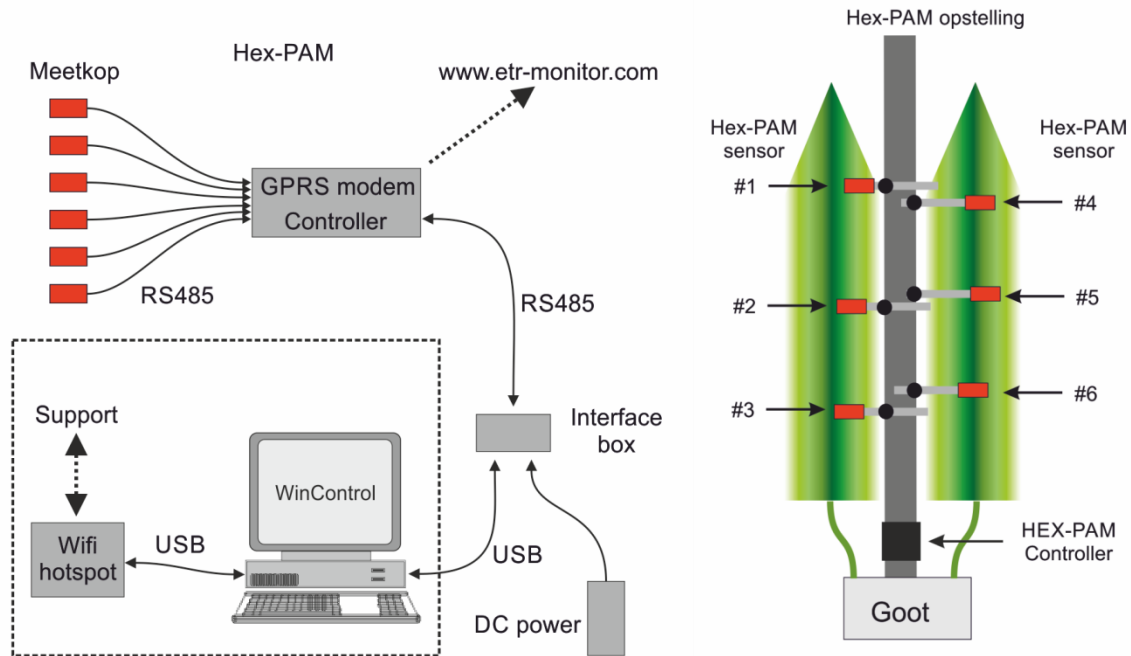 Hex-PAM
Meetkop
www.etr-monitor.com
GPRS modem
Controller
RS485
RS485
Support
WinControl
Interface
box
Wifi
hotspot
USB
USB
DC power
Hex-PAM opstelling
Hex-PAM
sensor
Hex-PAM
sensor
#1
#4
#2
#5
#3
#6
HEX-PAM
Controller
Goot